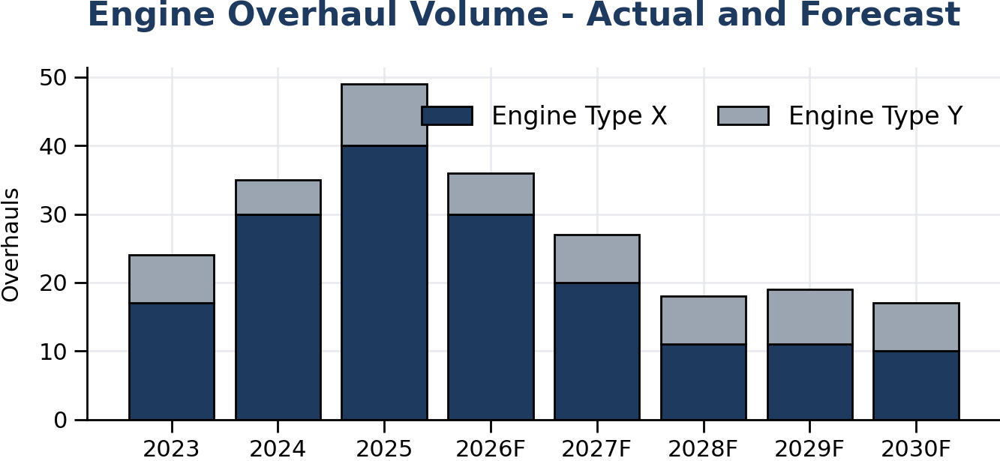 Engine Overhaul Volume - Actual and Forecast
50
Engine Type X Engine Type Y
40
30
20
10
0
Overhauls
2023 2024 2025 2026F 2027F 2028F 2029F 2030F